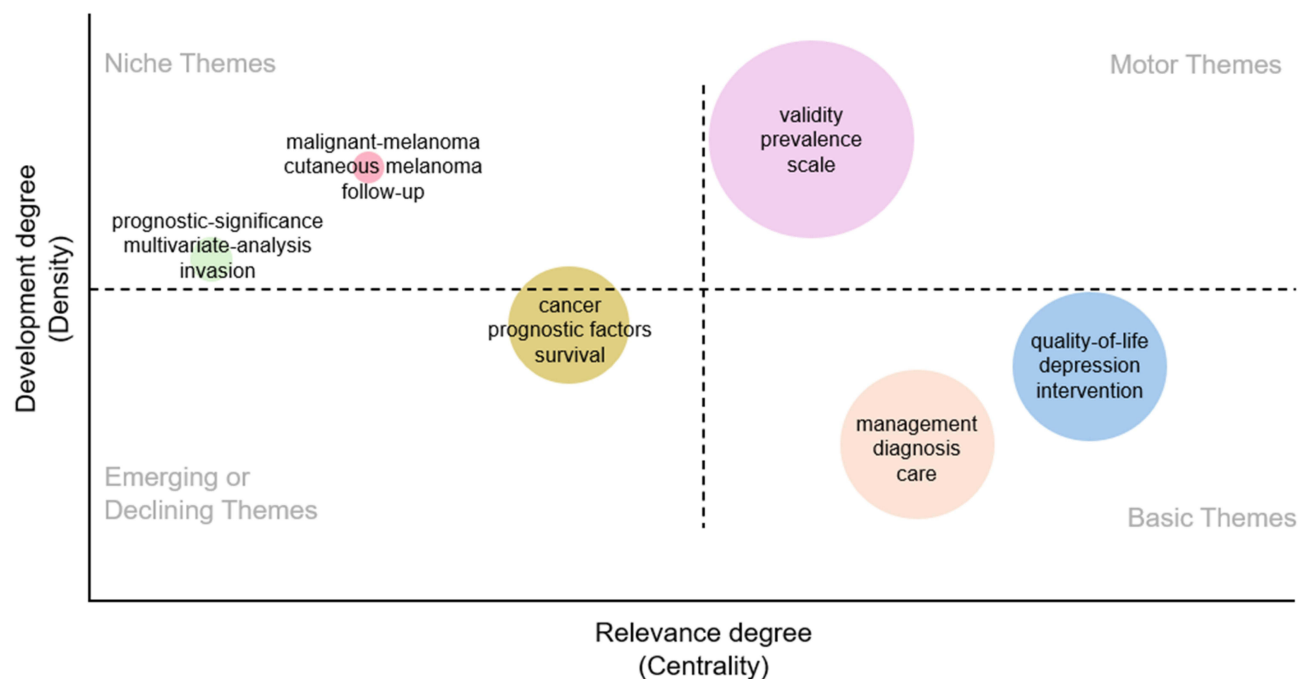 Niche Themes
Motor Themes
validity
prevalence
scale
malignant-melanoma
cutaneous melanoma
follow-up
prognostic-significance
multivariate-analysis
invasion
Development degree
(Density)
cancer
prognostic factors
survival
quality-of-life
depression
intervention
management
diagnosis
care
Emerging or
Declining Themes
Basic Themes
Relevance degree
(Centrality)